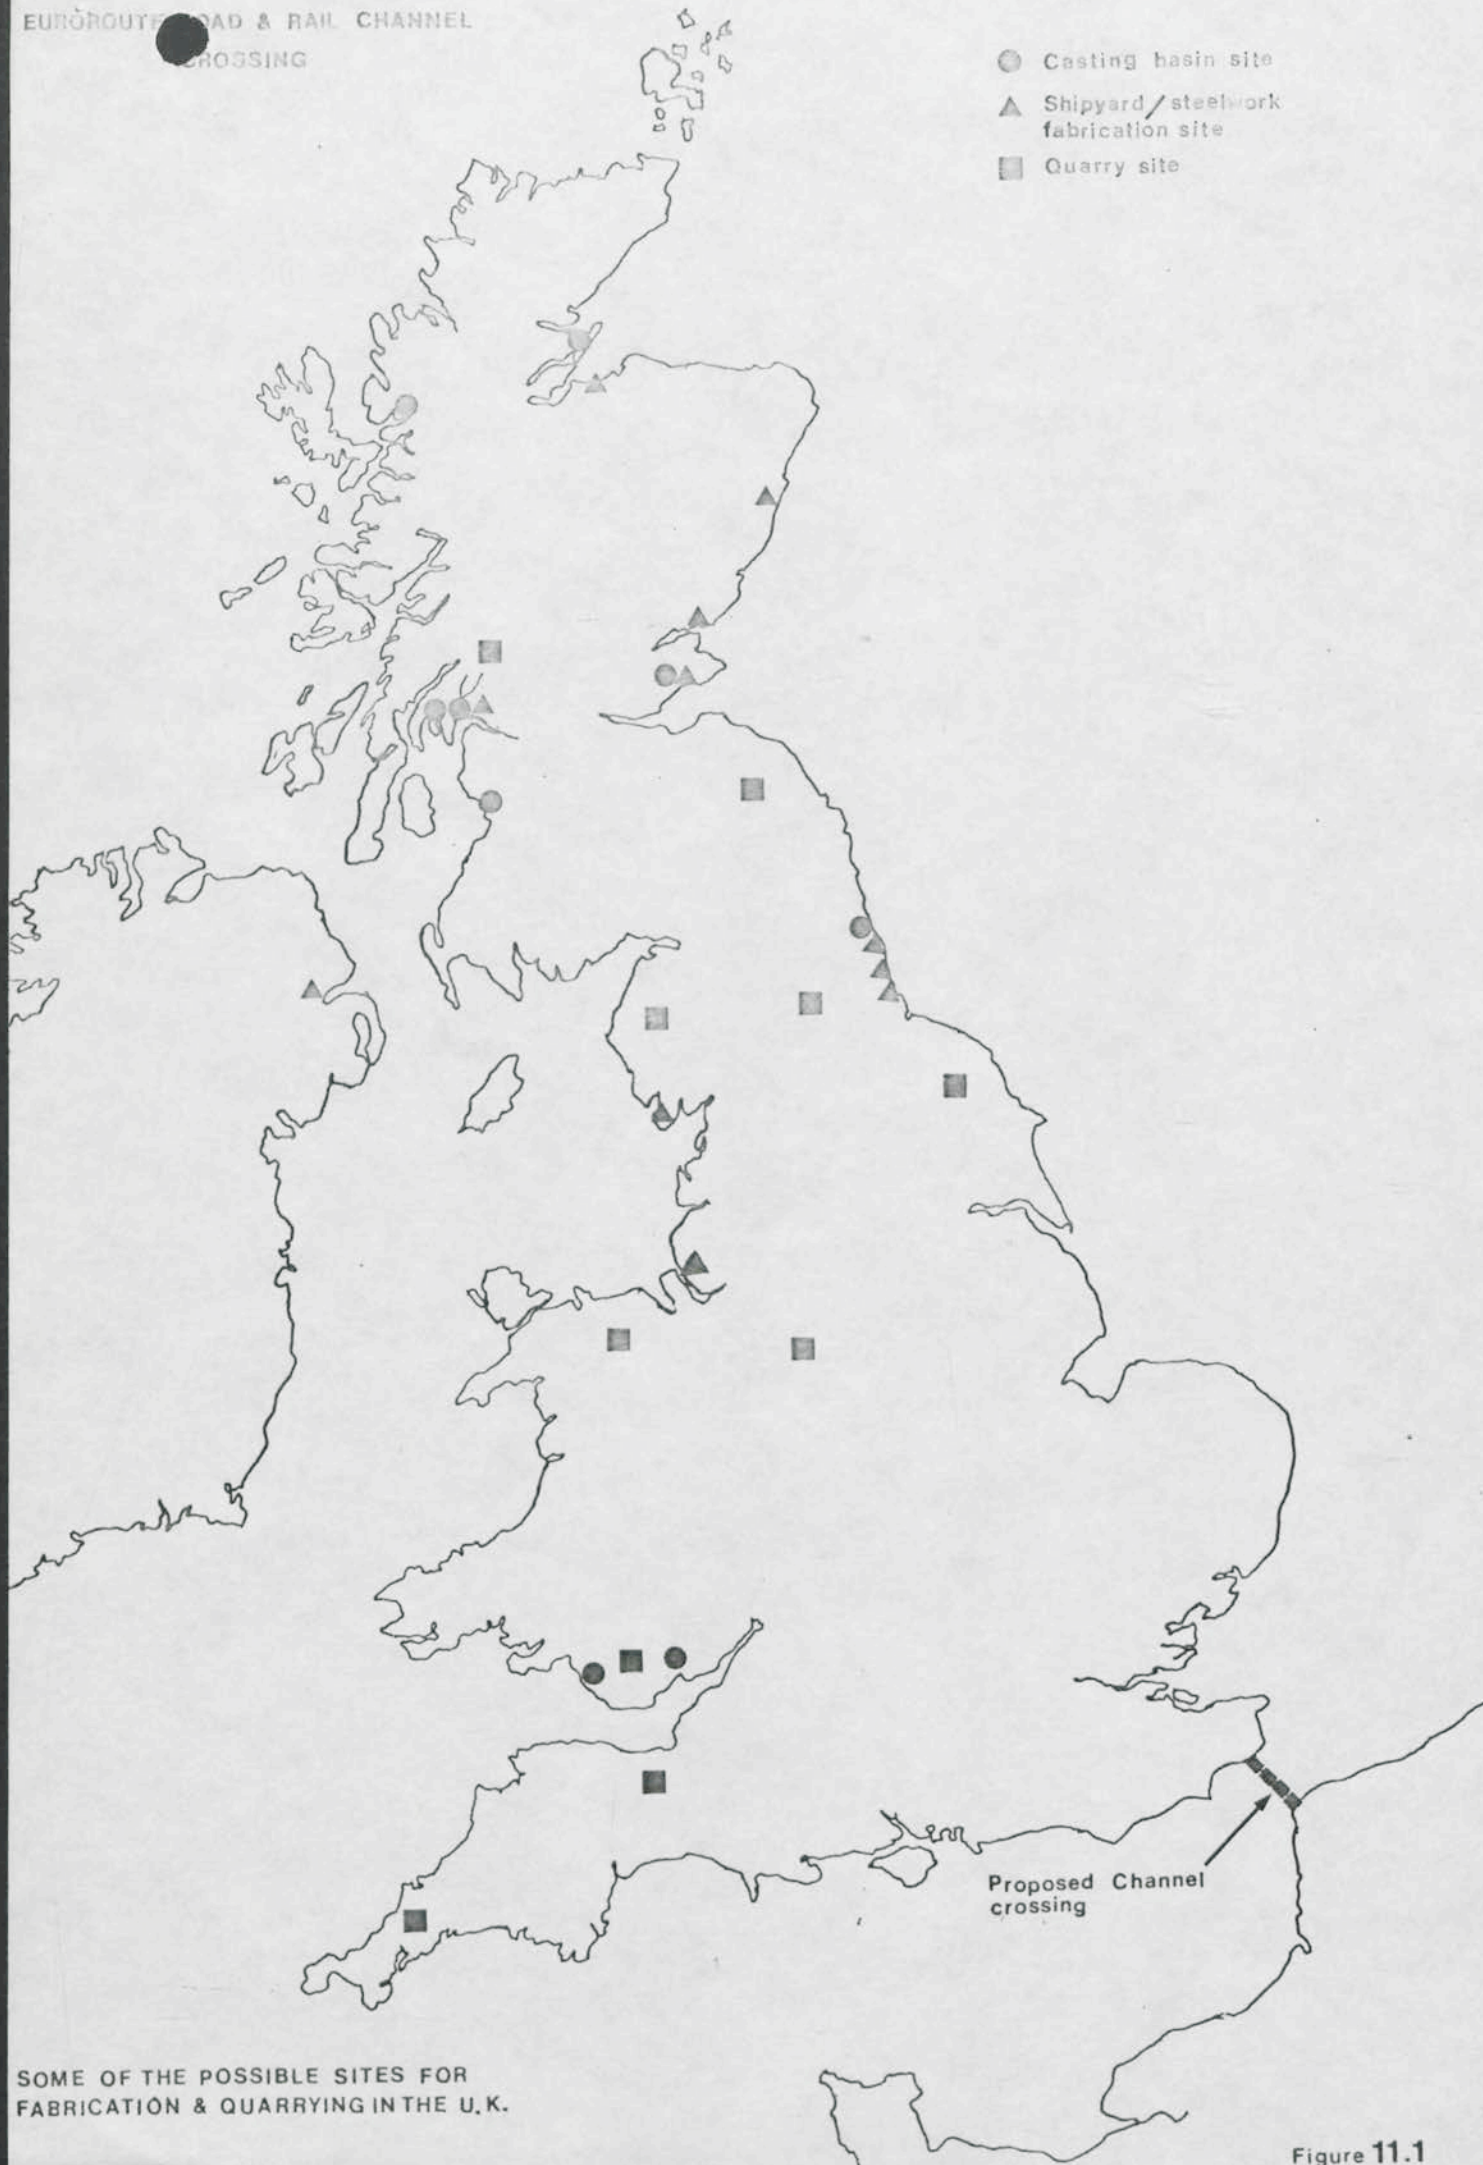 EUROROUTE ROAD & RAIL CHANNEL
CROSSING
Casting basin site
Shipyard/steelwork
fabrication site
Quarry site
Proposed Channel
crossing
SOME OF THE POSSIBLE SITES FOR
FABRICATION & QUARRYING IN THE U.K.
Figure 11.1